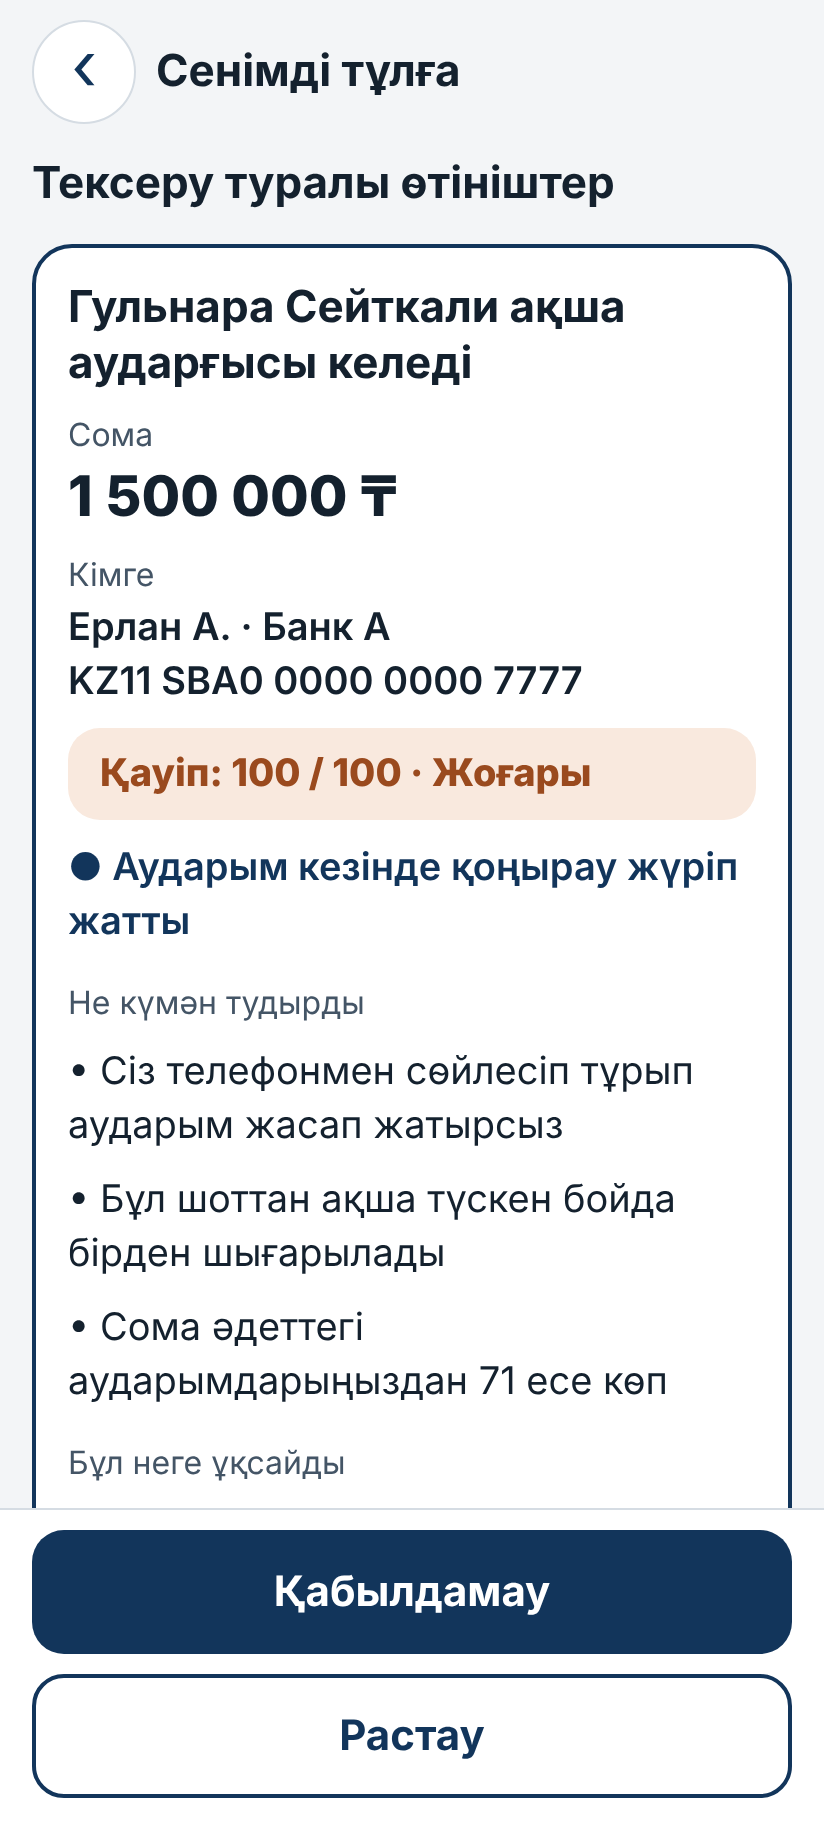 Сенімді тұлға
Тексеру туралы өтініштер
Гульнара Сейткали ақша
аударғысы келеді
Сома
1 500 000 ₸
Кімге
Ерлан А. · Банк А
KZ11 SBA0 0000 0000 7777
Қауіп: 100 / 100 · Жоғары
● Аударым кезінде қоңырау жүріп
жатты
Не күмән тудырды
• Сіз телефонмен сөйлесіп тұрып
аударым жасап жатырсыз
• Бұл шоттан ақша түскен бойда
бірден шығарылады
• Сома әдеттегі
аударымдарыңыздан 71 есе көп
Бұл неге ұқсайды
Қабылдамау
Растау